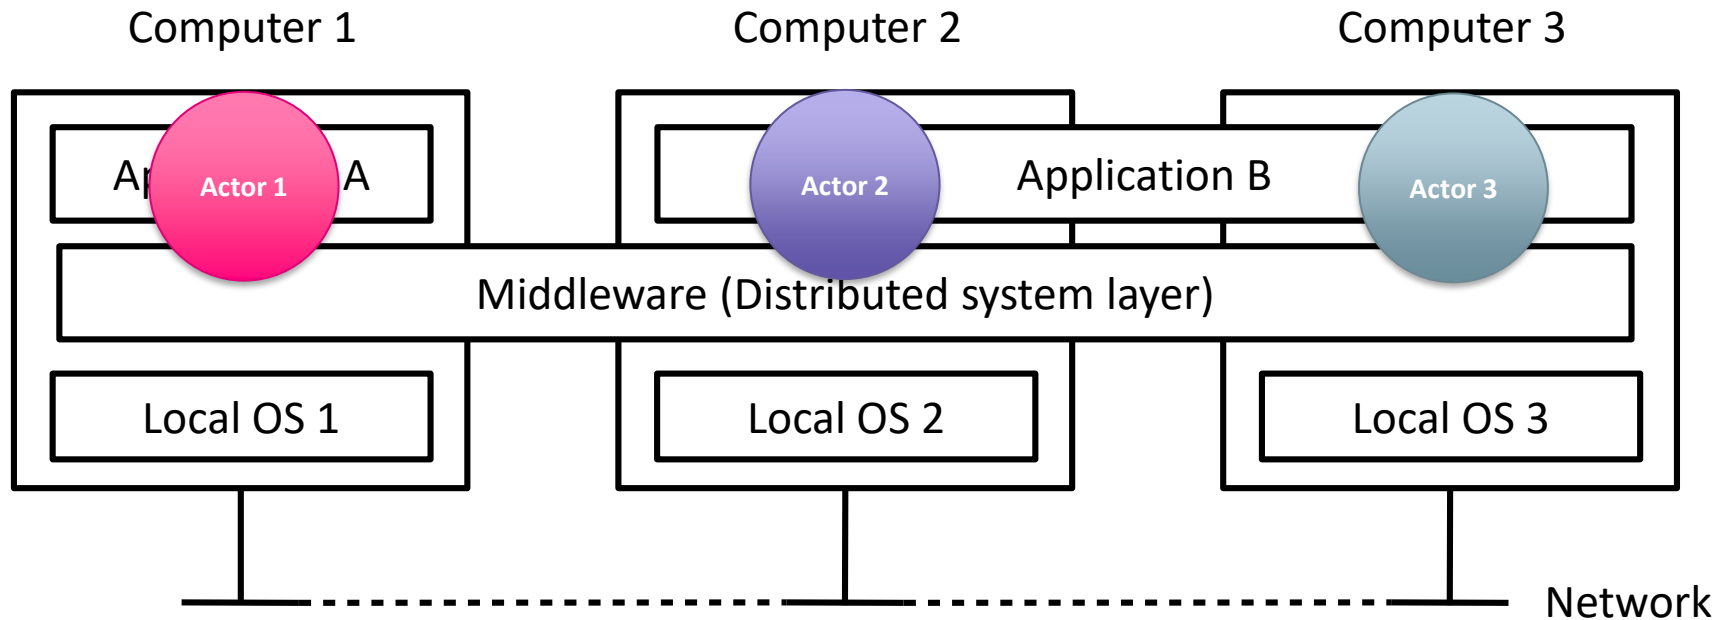 Computer 1
Computer 2
Computer 3
A
Actor 1
Actor 2
Application B
Actor 3
Middleware (Distributed system layer)
Local OS 1
Local OS 2
Local OS 3
Network